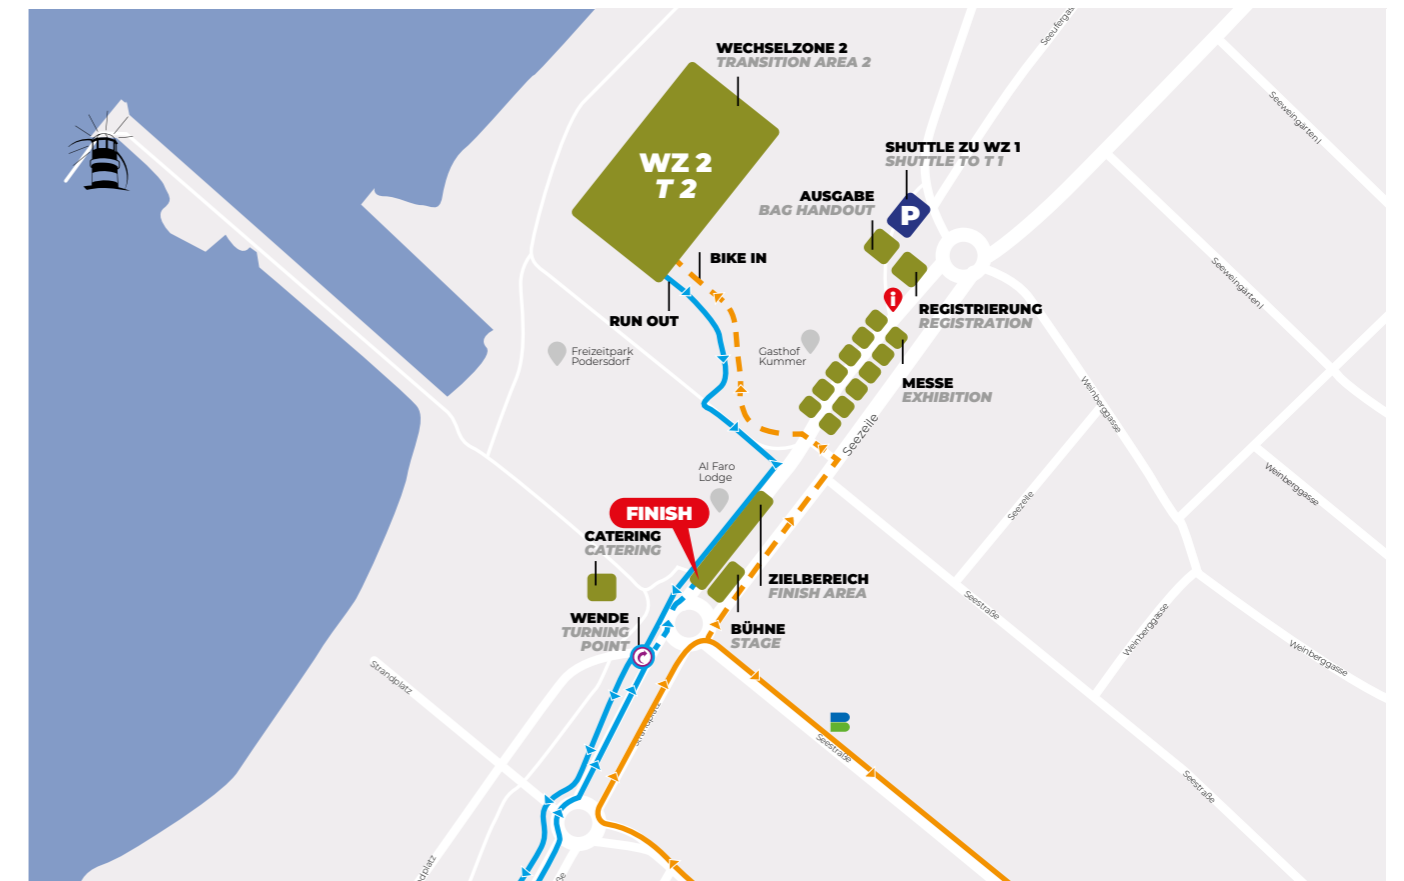 WECHSELZONE 2
TRANSITION AREA 2
WZ 2
T 2
SHUTTLE ZU WZ 1
SHUTTLE TO T 1
P
AUSGABE
BAG HANDOUT
BIKE IN
RUN OUT
i
REGISTRIERUNG
REGISTRATION
Freizeitpark
Podersdorf
Gasthof
Kummer
MESSE
EXHIBITION
Seezeile
Al Faro
Lodge
FINISH
CATERING
CATERING
ZIELBEREICH
FINISH AREA
WENDE
TURNING
POINT
BÜHNE
STAGE
Seeweingärten I
Seeweingärten I
Weinberggasse
Weinberggasse
Seezeile
Seestraße
Weinberggasse
Weinberggasse
Strandplatz
Strandplatz
B
Seestraße
Seestraße